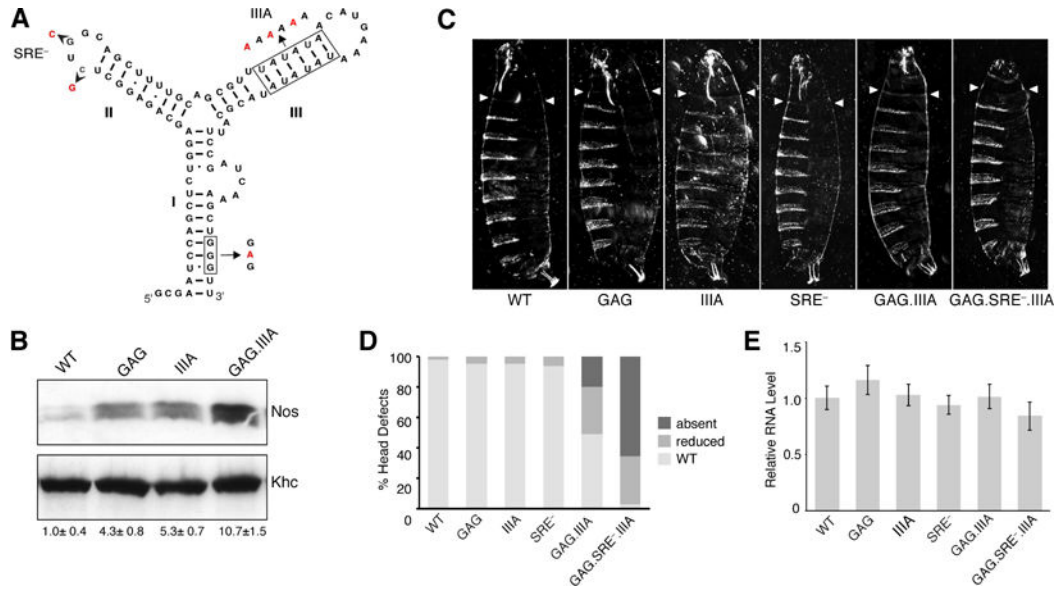 A
IIIA
SRE⁻
II
III
I
G
A
G
5'
GCGA
3'
C
WT
GAG
IIIA
SRE⁻
GAG.IIIA
GAG.SRE⁻.IIIA
B
WT
GAG
IIIA
GAG.IIIA
Nos
Khc
1.0± 0.4
4.3± 0.8
5.3± 0.7
10.7±1.5
D
% Head Defects
100
80
60
40
20
0
absent
reduced
WT
WT
GAG
IIIA
SRE⁻
GAG.IIIA
GAG.SRE⁻.IIIA
E
Relative RNA Level
1.5
1.0
0.5
0
WT
GAG
IIIA
SRE⁻
GAG.IIIA
GAG.SRE⁻.IIIA